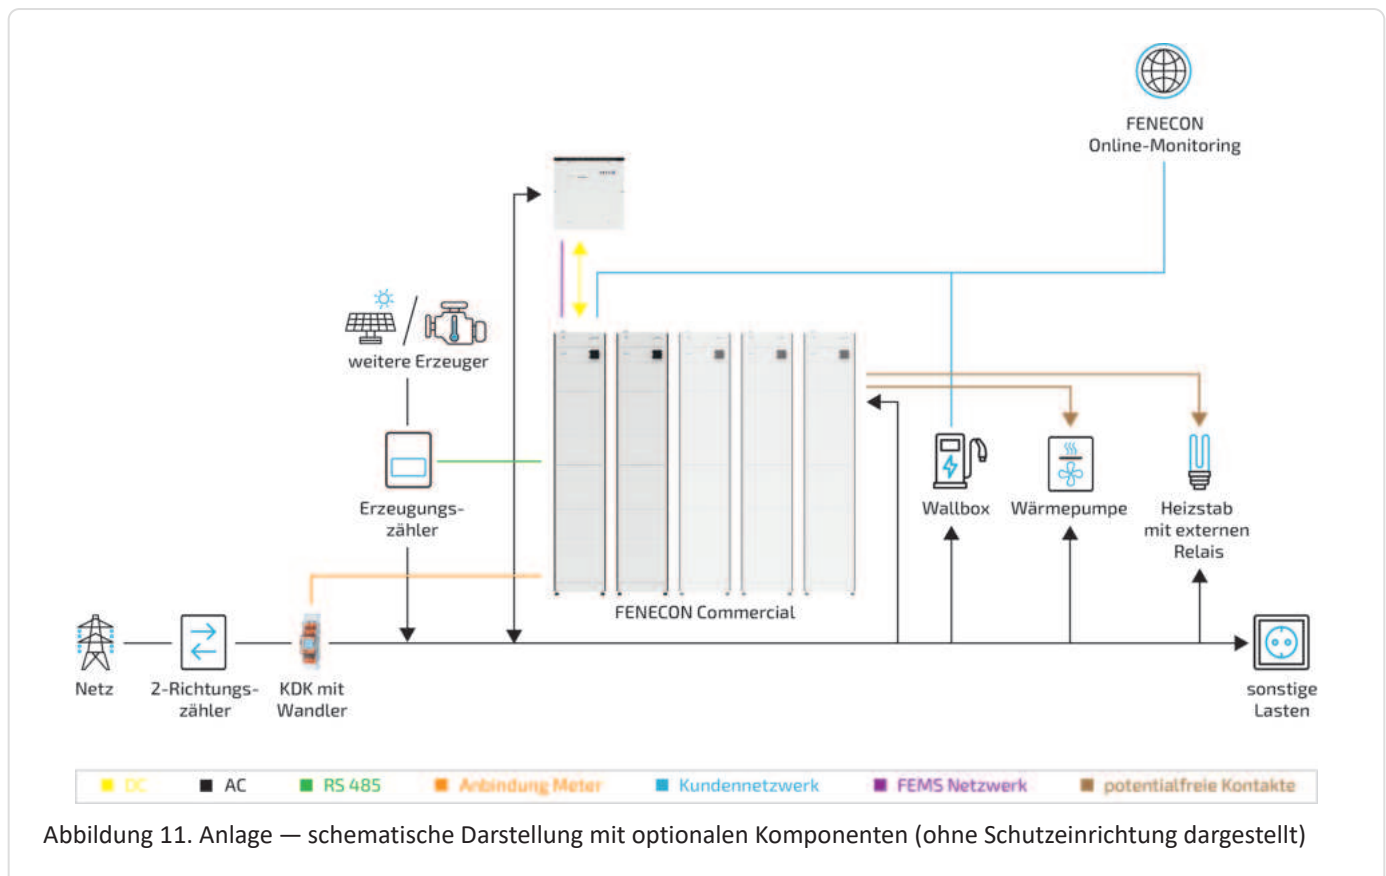 FENECON
Online-Monitoring
weitere Erzeuger
Erzeugungs-
zähler
Wallbox
Wärmepumpe
Heizstab
mit externen
Relais
FENECON Commercial
Netz
2-Richtungs-
zähler
KDK mit
Wandler
sonstige
Lasten
DC
AC
RS 485
Anbindung Meter
Kundennetzwerk
FEMS Netzwerk
potentialfreie Kontakte
Abbildung 11. Anlage — schematische Darstellung mit optionalen Komponenten (ohne Schutzeinrichtung dargestellt)